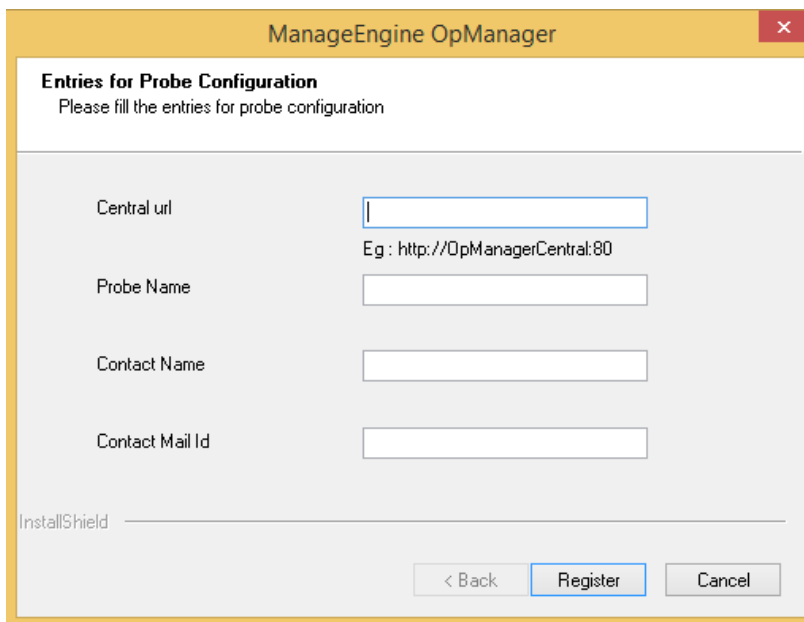 ManageEngine OpManager
Entries for Probe Configuration
Please fill the entries for probe configuration
Central url
Eg : http://OpManagerCentral:80
Probe Name
Contact Name
Contact Mail Id
InstallShield
< Back
Register
Cancel